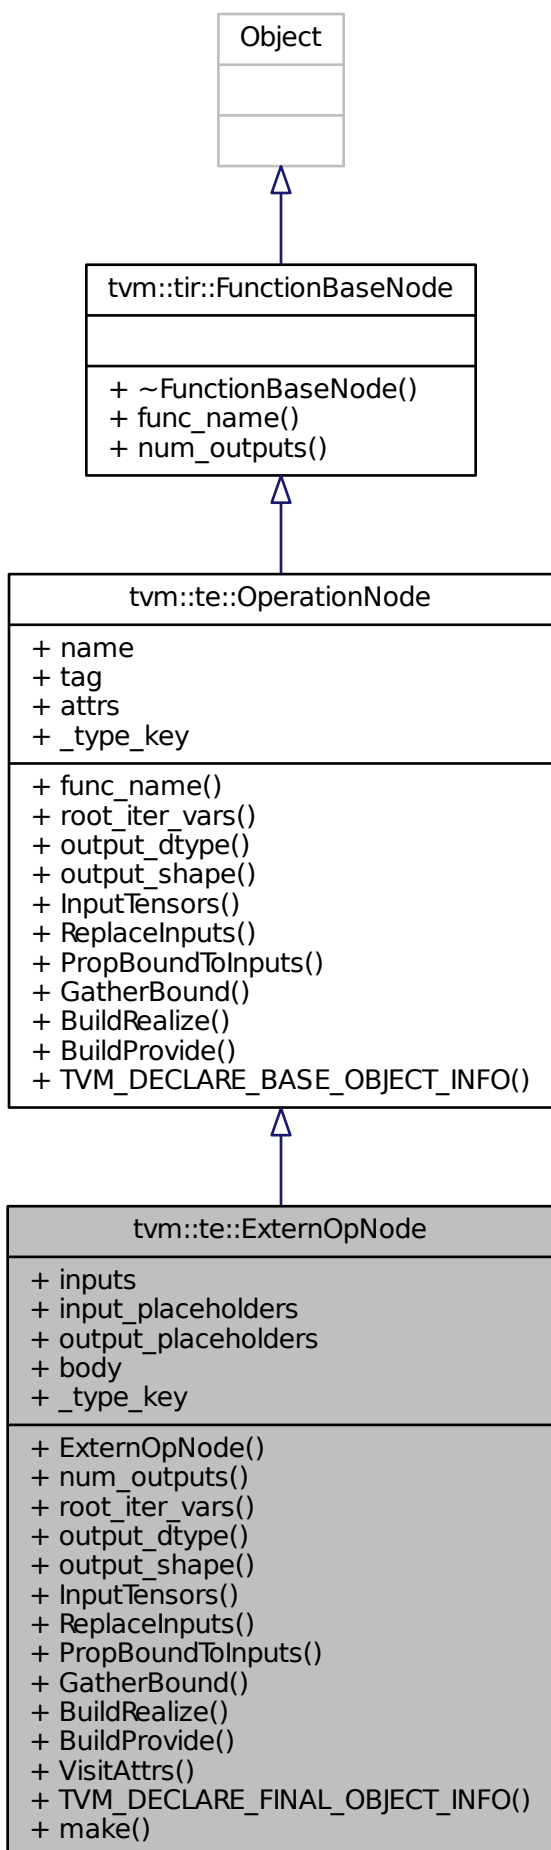 Object
tvm::tir::FunctionBaseNode
+ ~FunctionBaseNode()
+ func_name()
+ num_outputs()
tvm::te::OperationNode
+ name
+ tag
+ attrs
+ _type_key
+ func_name()
+ root_iter_vars()
+ output_dtype()
+ output_shape()
+ InputTensors()
+ ReplaceInputs()
+ PropBoundToInputs()
+ GatherBound()
+ BuildRealize()
+ BuildProvide()
+ TVM_DECLARE_BASE_OBJECT_INFO()
tvm::te::ExternOpNode
+ inputs
+ input_placeholders
+ output_placeholders
+ body
+ _type_key
+ ExternOpNode()
+ num_outputs()
+ root_iter_vars()
+ output_dtype()
+ output_shape()
+ InputTensors()
+ ReplaceInputs()
+ PropBoundToInputs()
+ GatherBound()
+ BuildRealize()
+ BuildProvide()
+ VisitAttrs()
+ TVM_DECLARE_FINAL_OBJECT_INFO()
+ make()